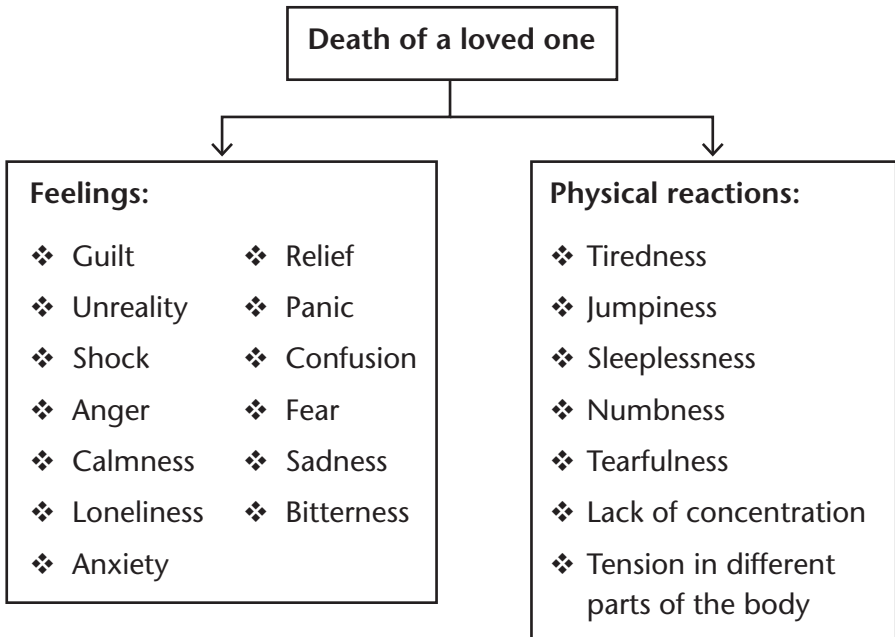 Death of a loved one
Feelings:
❖ Guilt
❖ Unreality
❖ Shock
❖ Anger
❖ Calmness
❖ Loneliness
❖ Anxiety
❖ Relief
❖ Panic
❖ Confusion
❖ Fear
❖ Sadness
❖ Bitterness
Physical reactions:
❖ Tiredness
❖ Jumpiness
❖ Sleeplessness
❖ Numbness
❖ Tearfulness
❖ Lack of concentration
❖ Tension in different
parts of the body